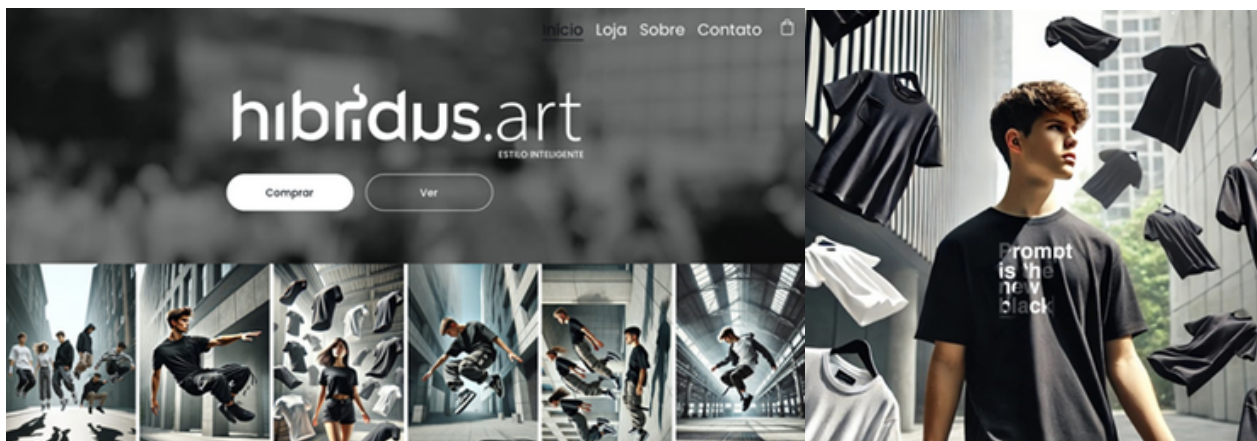 Início Loja Sobre Contato
hibridus.art
ESTILO INTELIGENTE
Comprar Ver
Prompt
is the
new
black